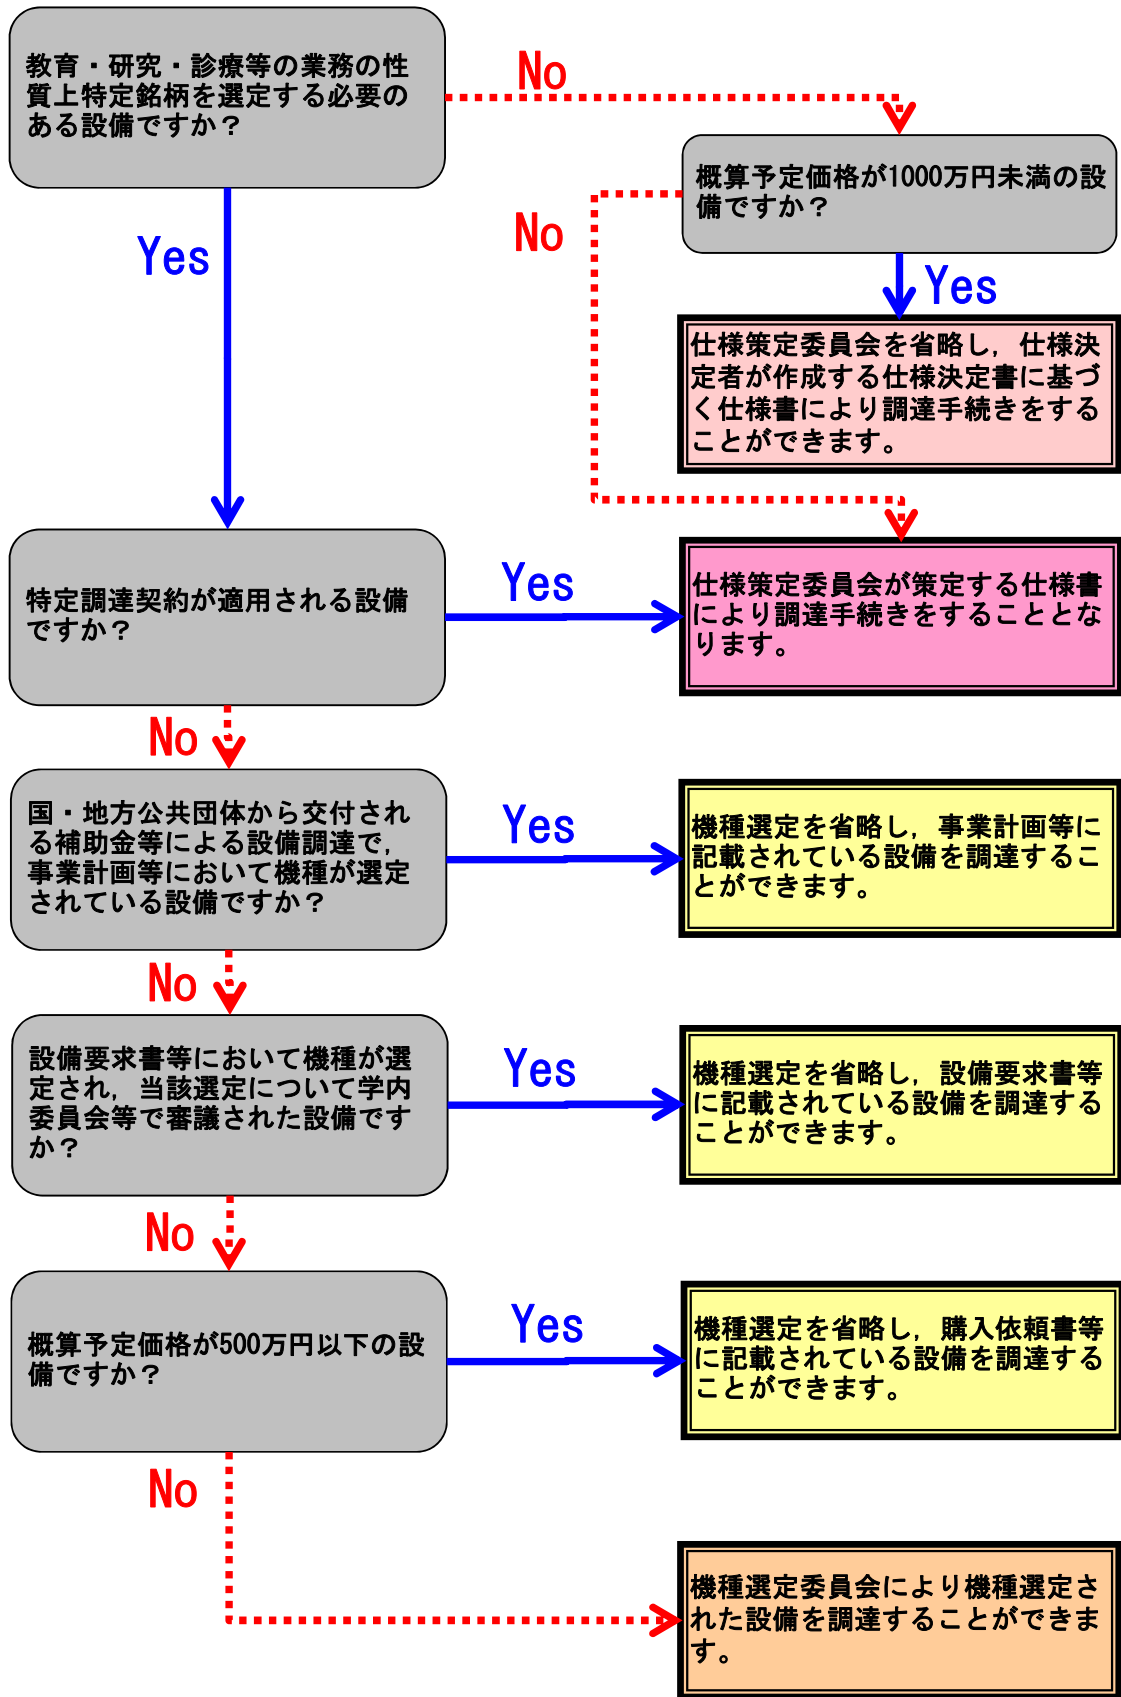 教育・研究・診療等の業務の性
質上特定銘柄を選定する必要の
ある設備ですか？
No
概算予定価格が1000万円未満の設
備ですか？
Yes
No
Yes
仕様策定委員会を省略し，仕様決
定者が作成する仕様決定書に基づ
く仕様書により調達手続きをする
ことができます。
特定調達契約が適用される設備
ですか？
Yes
仕様策定委員会が策定する仕様書
により調達手続きをすることとな
ります。
No
国・地方公共団体から交付され
る補助金等による設備調達で，
事業計画等において機種が選定
されている設備ですか？
Yes
機種選定を省略し，事業計画等に
記載されている設備を調達するこ
とができます。
No
設備要求書等において機種が選
定され，当該選定について学内
委員会等で審議された設備です
か？
Yes
機種選定を省略し，設備要求書等
に記載されている設備を調達する
ことができます。
No
概算予定価格が500万円以下の設
備ですか？
Yes
機種選定を省略し，購入依頼書等
に記載されている設備を調達する
ことができます。
No
機種選定委員会により機種選定さ
れた設備を調達することができま
す。